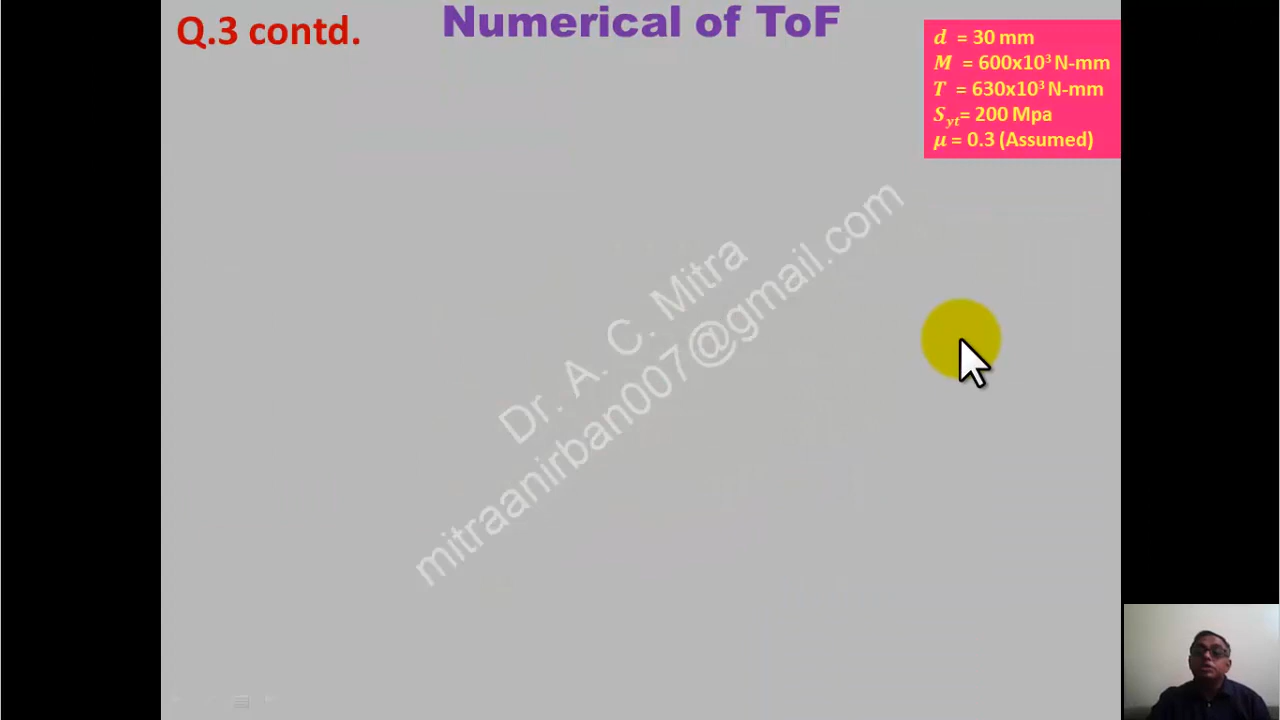 Q.3 contd.
Numerical of ToF
d = 30 mm
M = 600x10³ N-mm
T = 630x10³ N-mm
Syt= 200 Mpa
μ = 0.3 (Assumed)
Dr. A. C. Mitra
mitraanirban007@gmail.com